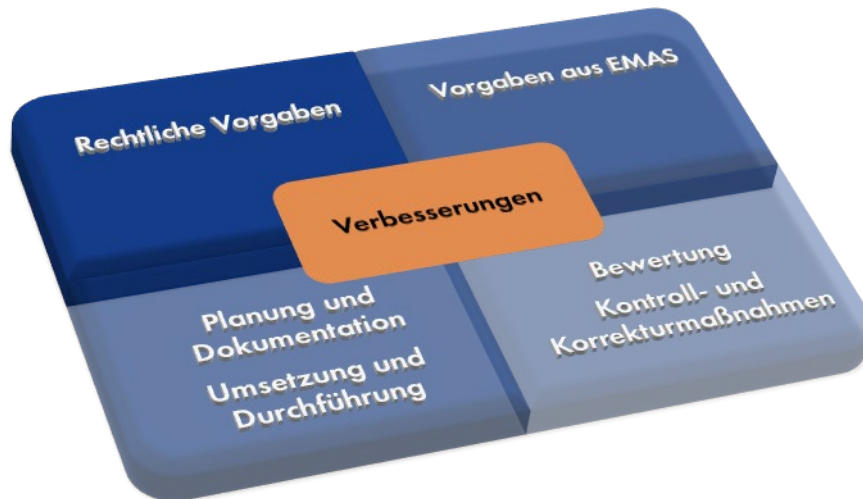 Rechtliche Vorgaben
Vorgaben aus EMAS
Verbesserungen
Planung und
Dokumentation
Umsetzung und
Durchführung
Bewertung
Kontroll- und
Korrekturmaßnahmen